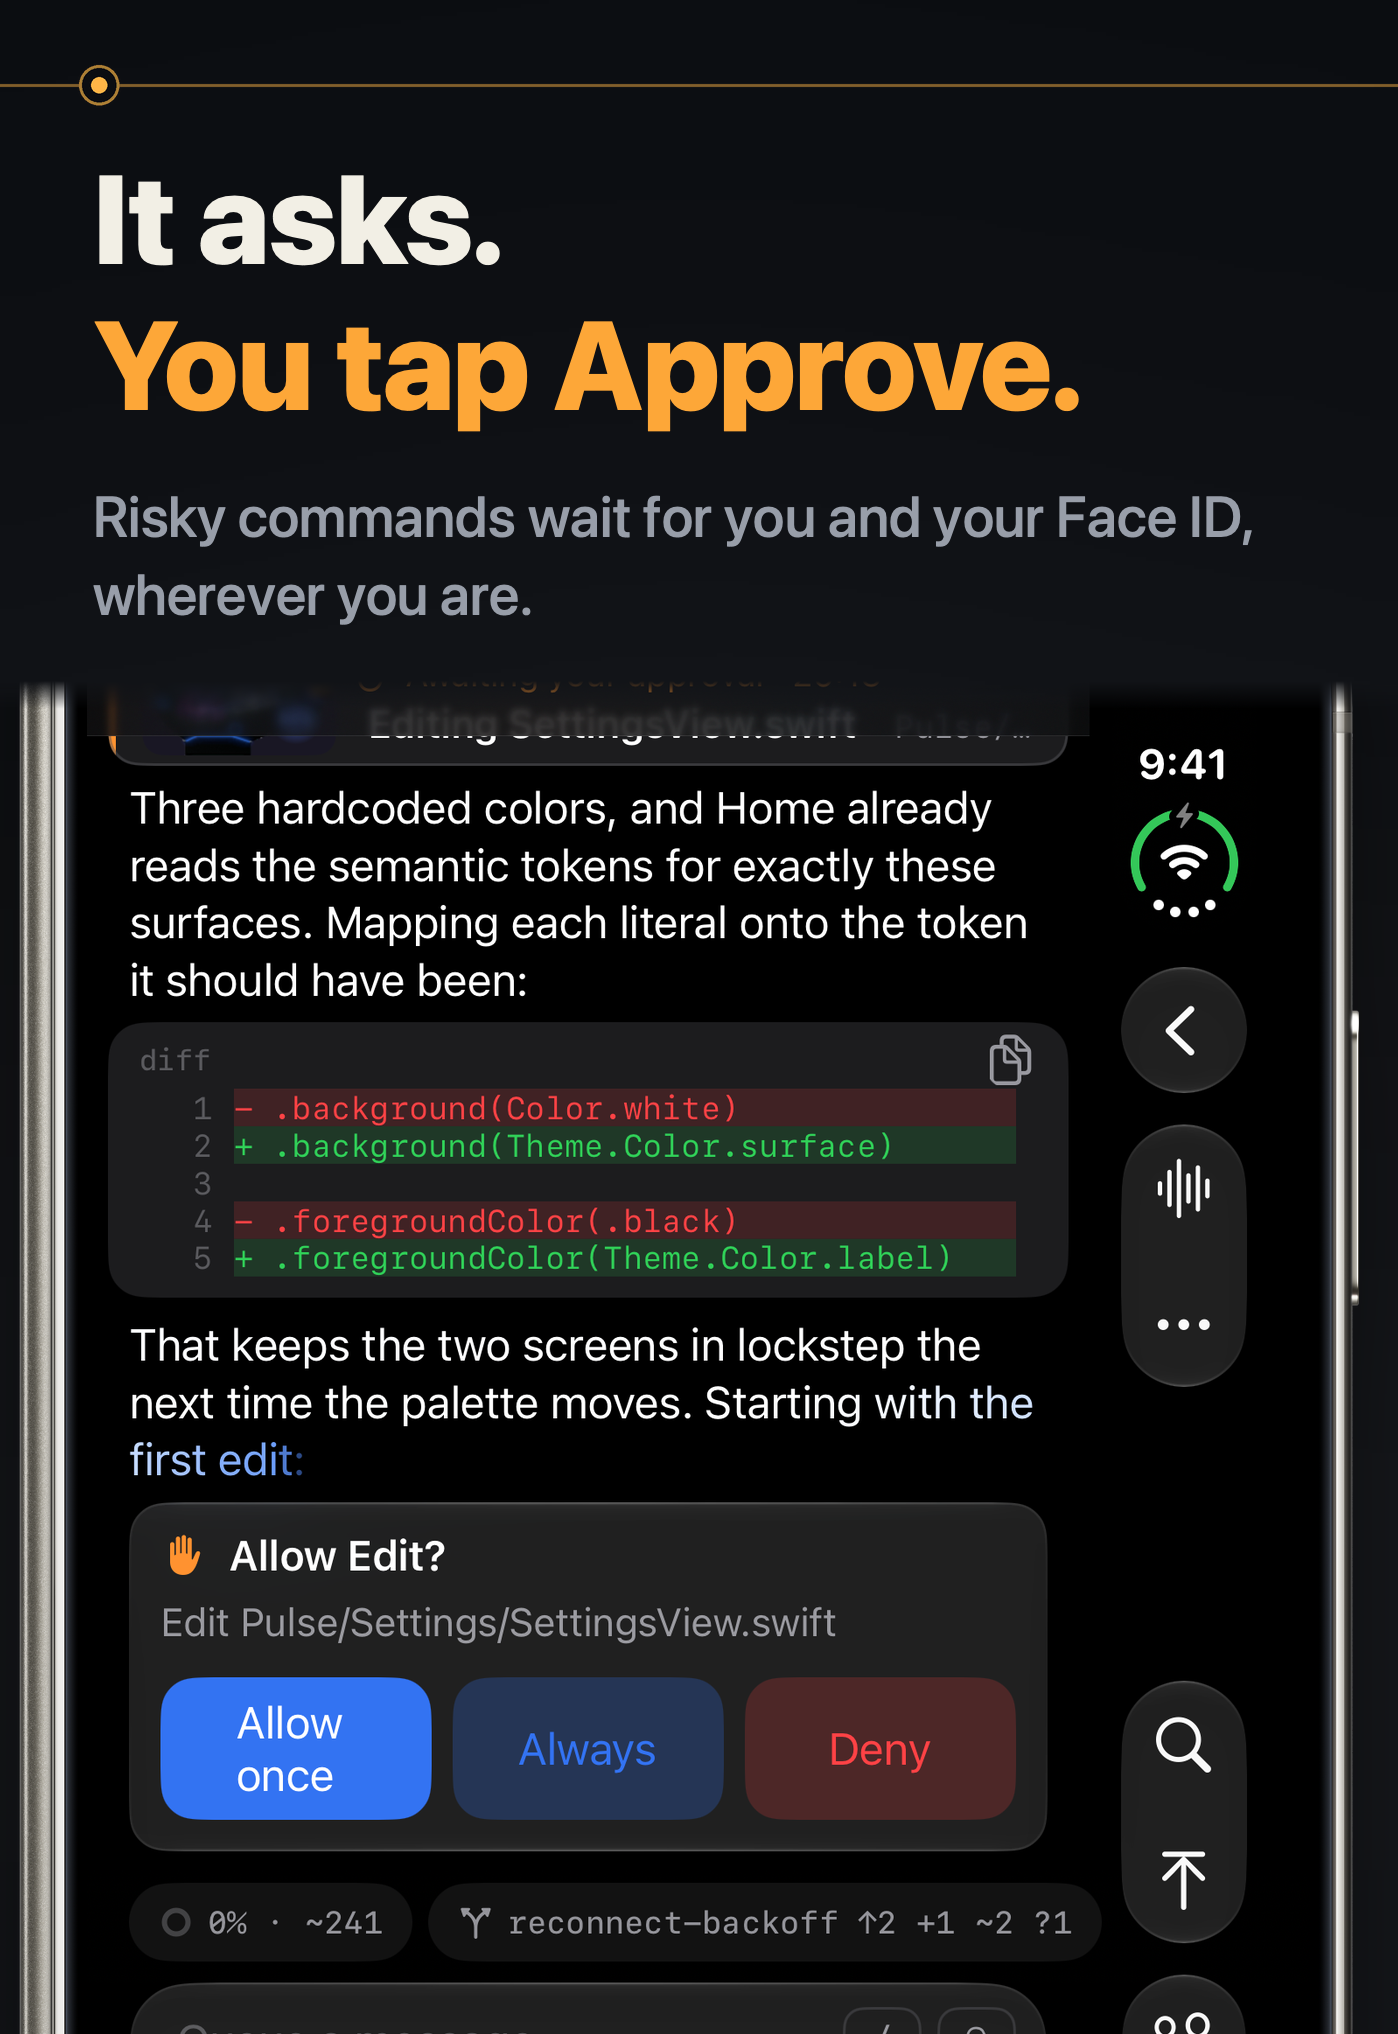 It asks.
You tap Approve.
Risky commands wait for you and your Face ID,
wherever you are.
Awaiting your approval
Editing SettingsView.swift Pulse/…
9:41
Three hardcoded colors, and Home already
reads the semantic tokens for exactly these
surfaces. Mapping each literal onto the token
it should have been:
diff
1 – .background(Color.white)
2 + .background(Theme.Color.surface)
3
4 – .foregroundColor(.black)
5 + .foregroundColor(Theme.Color.label)
That keeps the two screens in lockstep the
next time the palette moves. Starting with the
first edit:
Allow Edit?
Edit Pulse/Settings/SettingsView.swift
Allow
once
Always
Deny
0% · ~241
reconnect-backoff ↑2 +1 ~2 ?1